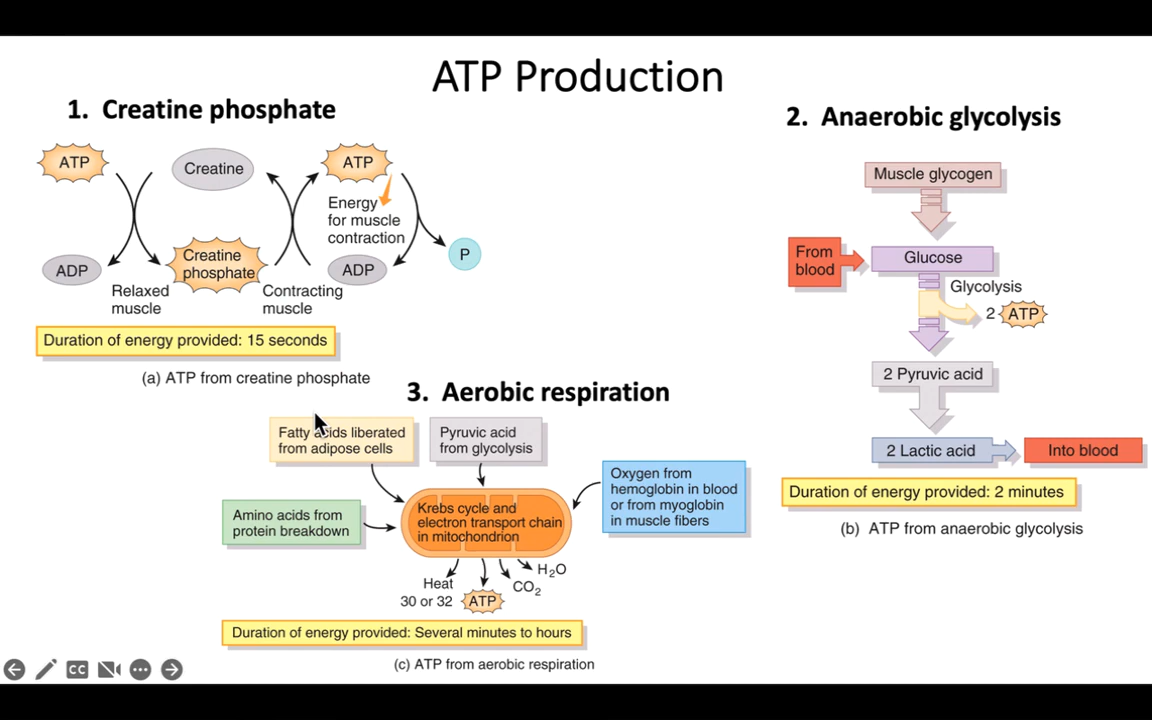 ATP Production
1. Creatine phosphate
ATP
Creatine
ATP
Energy
for muscle
contraction
P
ADP
Creatine
phosphate
ADP
Relaxed
muscle
Contracting
muscle
Duration of energy provided: 15 seconds
(a) ATP from creatine phosphate
2. Anaerobic glycolysis
Muscle glycogen
From
blood
Glucose
Glycolysis
2 ATP
2 Pyruvic acid
2 Lactic acid
Into blood
Duration of energy provided: 2 minutes
(b) ATP from anaerobic glycolysis
3. Aerobic respiration
Fatty acids liberated
from adipose cells
Pyruvic acid
from glycolysis
Oxygen from
hemoglobin in blood
or from myoglobin
in muscle fibers
Amino acids from
protein breakdown
Krebs cycle and
electron transport chain
in mitochondrion
Heat
30 or 32 ATP
CO2
H2O
Duration of energy provided: Several minutes to hours
(c) ATP from aerobic respiration
CC